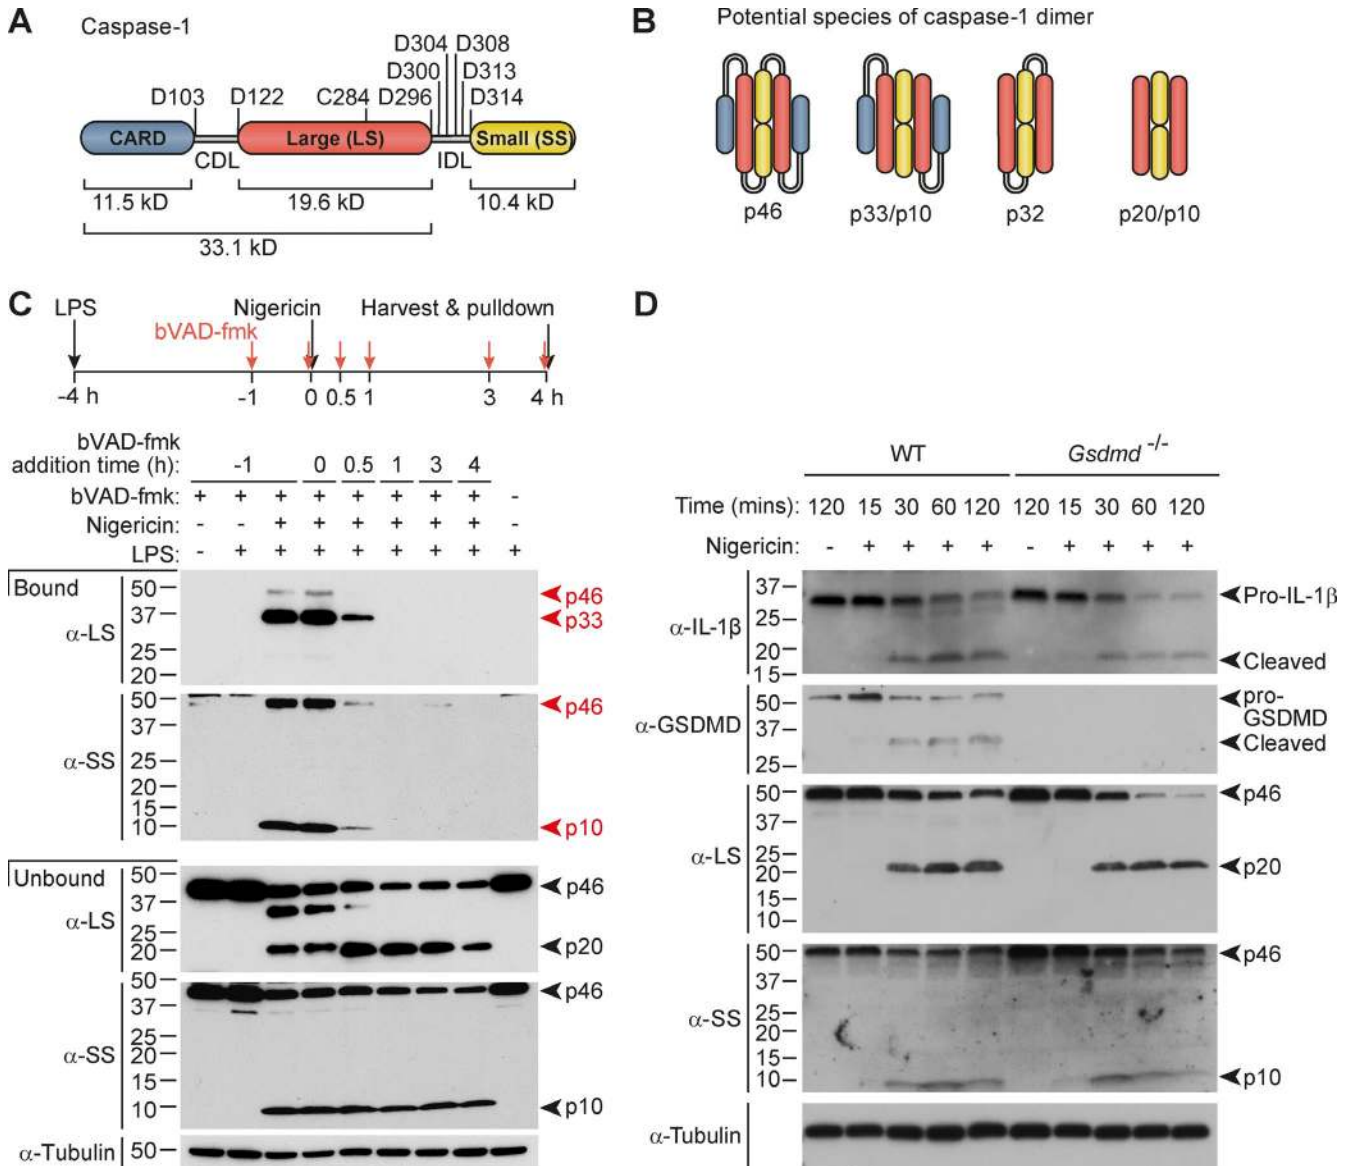 A
Caspase-1
D304 D308
D300 D313
D103 D122 C284 D296 D314
CARD Large (LS) Small (SS)
CDL IDL
11.5 kD 19.6 kD 10.4 kD
33.1 kD
B
Potential species of caspase-1 dimer
p46 p33/p10 p32 p20/p10
C
LPS Nigericin Harvest & pulldown
bVAD-fmk
-4 h -1 0 0.5 1 3 4 h
bVAD-fmk
addition time (h): -1 0 0.5 1 3 4
bVAD-fmk: + + + + + + + + -
Nigericin: - - + + + + + + -
LPS: - + + + + + + + +
Bound
α-LS
50
37
25
20
p46
p33
α-SS
50
37
25
20
15
10
p46
p10
Unbound
α-LS
50
37
25
20
p46
p20
α-SS
50
37
25
20
15
10
p46
p10
α-Tubulin 50
D
WT Gsdmd -/-
Time (mins): 120 15 30 60 120 120 15 30 60 120
Nigericin: - + + + + - + + + +
α-IL-1β
37
25
20
15
Pro-IL-1β
Cleaved
α-GSDMD
50
37
25
pro-
GSDMD
Cleaved
α-LS
50
37
25
20
15
10
p46
p20
α-SS
50
37
25
20
15
10
p46
p10
α-Tubulin